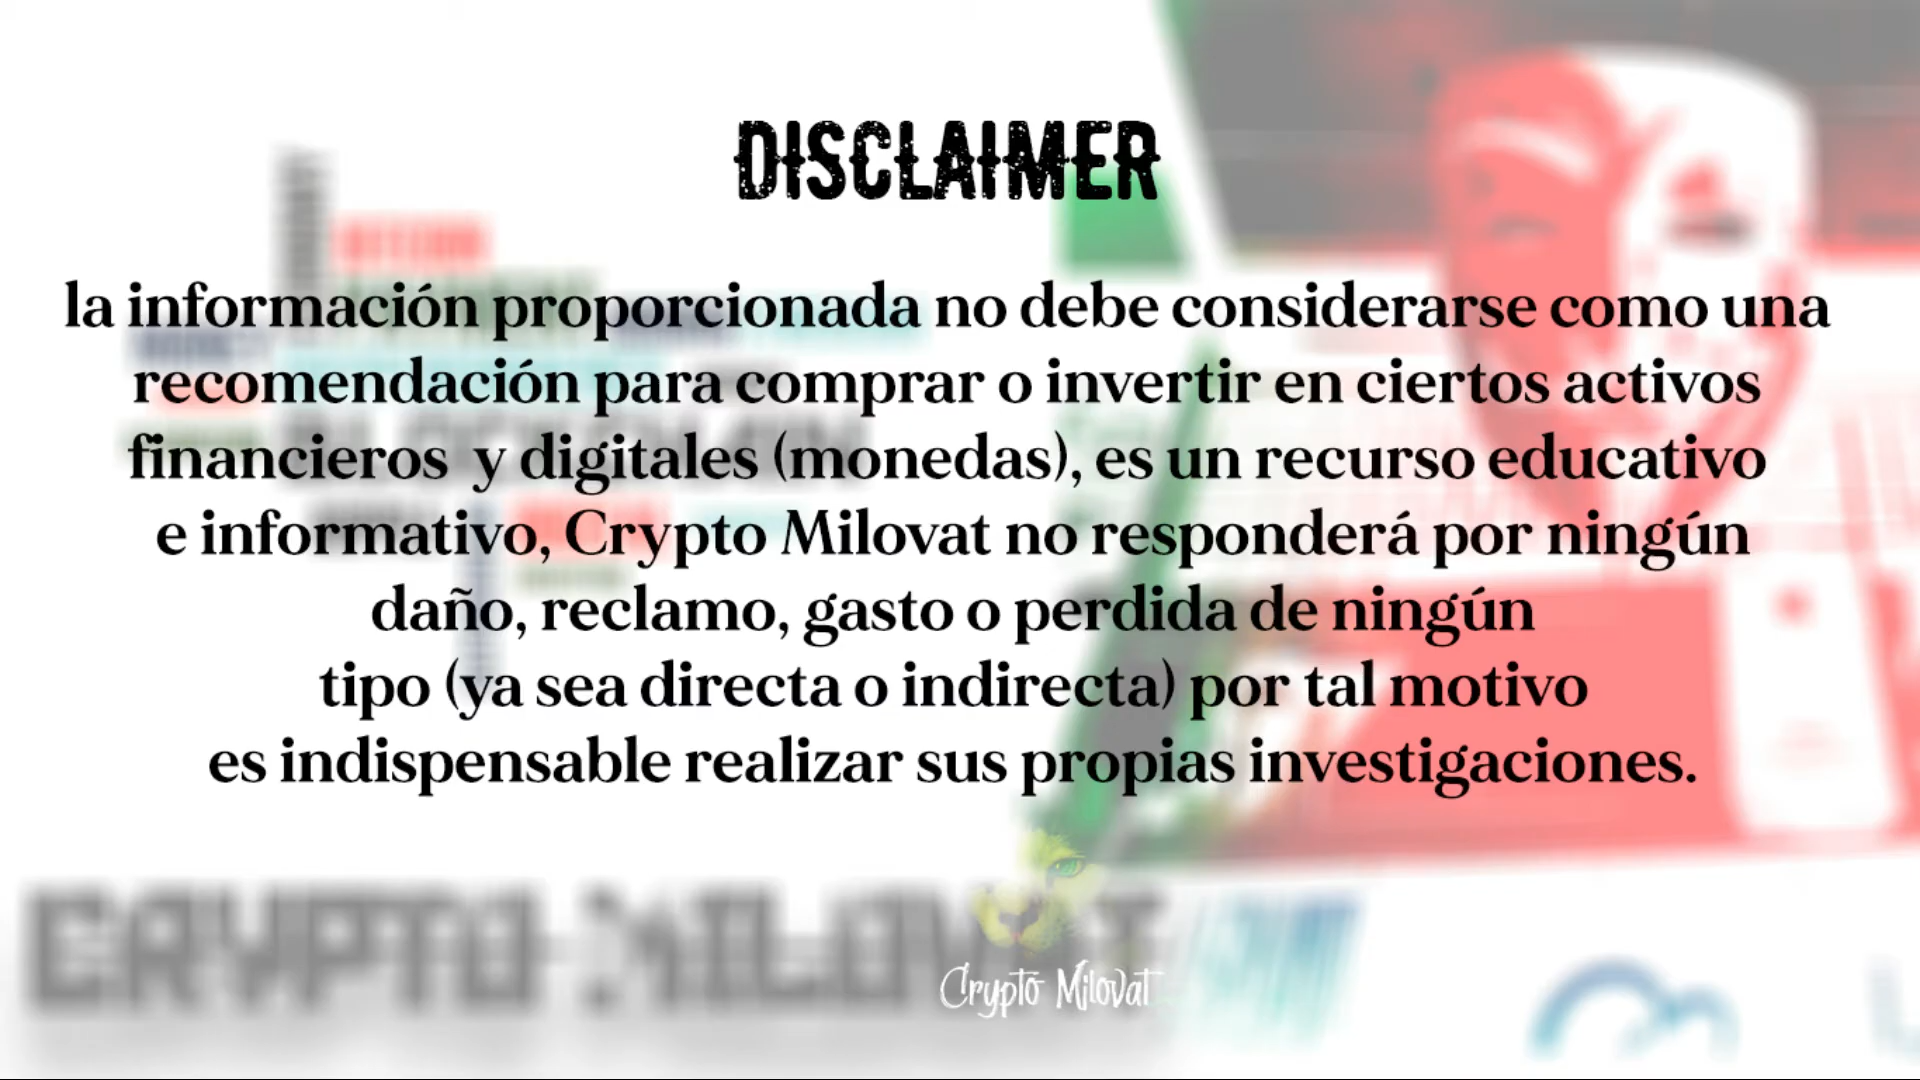 DISCLAIMER
la información proporcionada no debe considerarse como una
recomendación para comprar o invertir en ciertos activos
financieros y digitales (monedas), es un recurso educativo
e informativo, Crypto Milovat no responderá por ningún
daño, reclamo, gasto o perdida de ningún
tipo (ya sea directa o indirecta) por tal motivo
es indispensable realizar sus propias investigaciones.
CRYPTO MILOVAT
Crypto Milovat